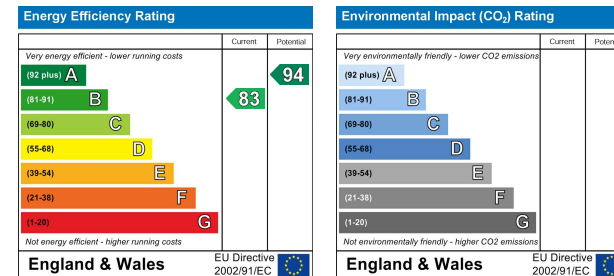 Energy Efficiency Rating
Current Potential
Very energy efficient - lower running costs
(92 plus) A
94
(81-91) B
83
(69-80) C
(55-68) D
(39-54) E
(21-38) F
(1-20) G
Not energy efficient - higher running costs
England & Wales
EU Directive
2002/91/EC
Environmental Impact (CO₂) Rating
Current Poten
Very environmentally friendly - lower CO2 emissions
(92 plus) A
(81-91) B
(69-80) C
(55-68) D
(39-54) E
(21-38) F
(1-20) G
Not environmentally friendly - higher CO2 emissions
England & Wales
EU Directive
2002/91/EC